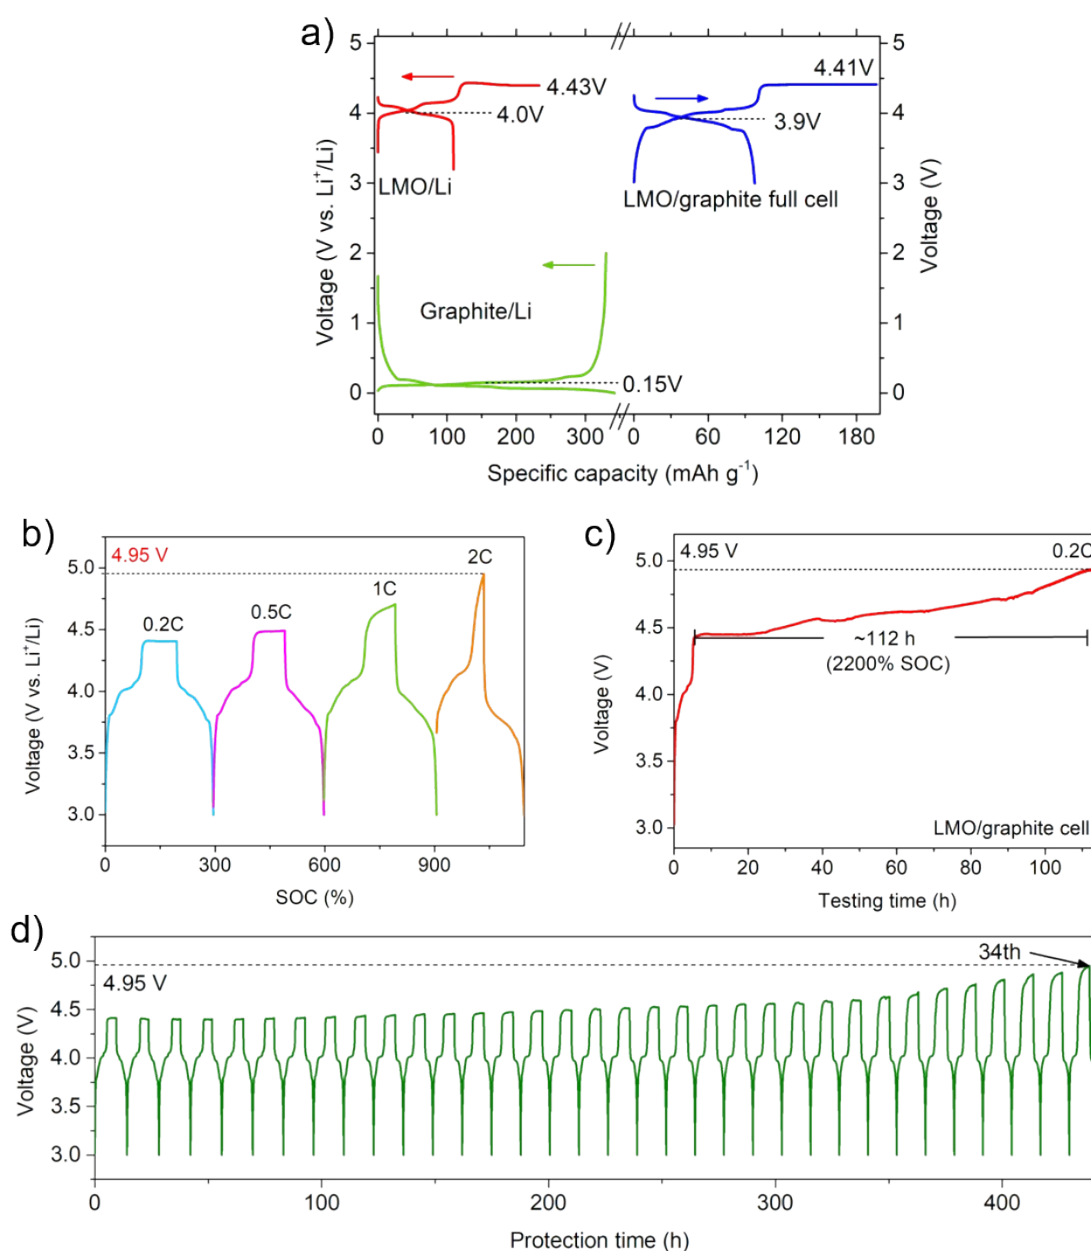 a)
5
4
3
2
1
0
Voltage (V vs. Li⁺/Li)
4.43V
4.0V
LMO/Li
Graphite/Li
0.15V
4.41V
3.9V
LMO/graphite full cell
5
4
3
2
1
0
Voltage (V)
0 100 200 300 0 60 120 180
Specific capacity (mAh g⁻¹)
b)
4.95 V
2C
1C
0.5C
0.2C
5.0
4.5
4.0
3.5
3.0
Voltage (V vs. Li⁺/Li)
0 300 600 900
SOC (%)
c)
4.95 V
0.2C
5.0
4.5
4.0
3.5
3.0
Voltage (V)
~112 h
(2200% SOC)
LMO/graphite cell
0 20 40 60 80 100
Testing time (h)
d)
34th
4.95 V
5.0
4.5
4.0
3.5
3.0
Voltage (V)
0 100 200 300 400
Protection time (h)